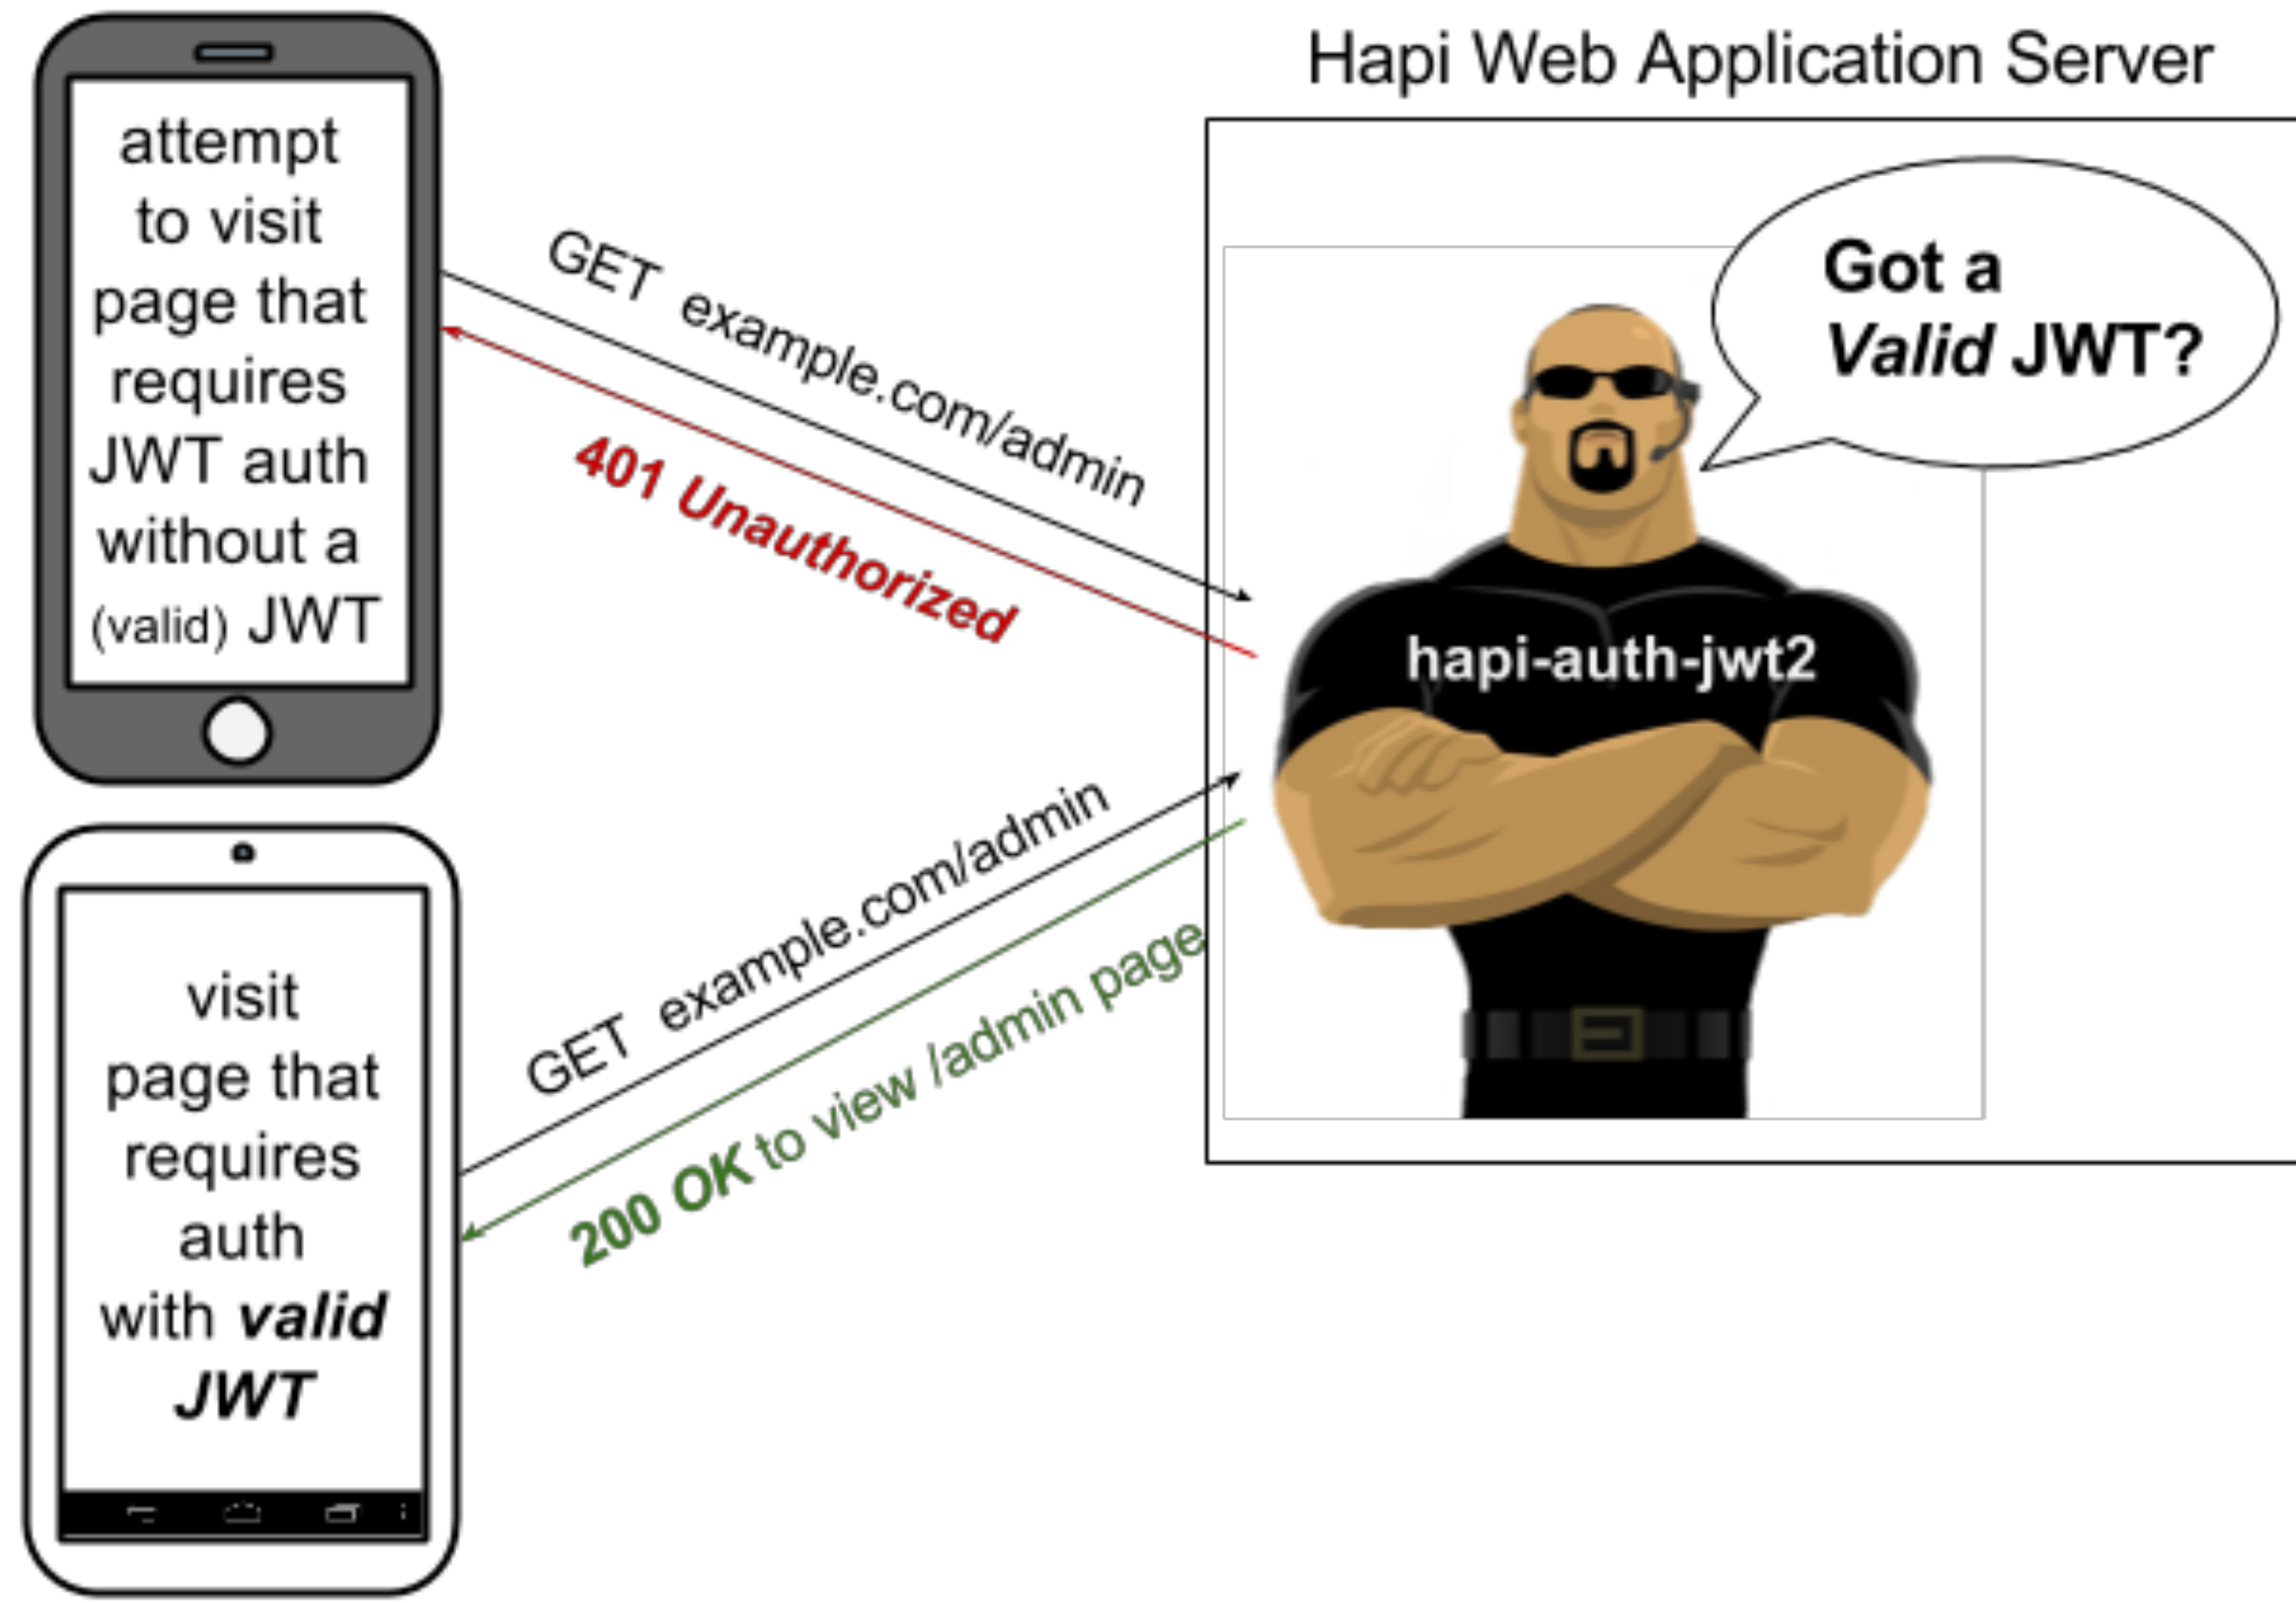 Hapi Web Application Server
attempt
to visit
page that
requires
JWT auth
without a
(valid) JWT
GET example.com/admin
401 Unauthorized
Got a
Valid JWT?
hapi-auth-jwt2
visit
page that
requires
auth
with valid
JWT
GET example.com/admin
200 OK to view /admin page